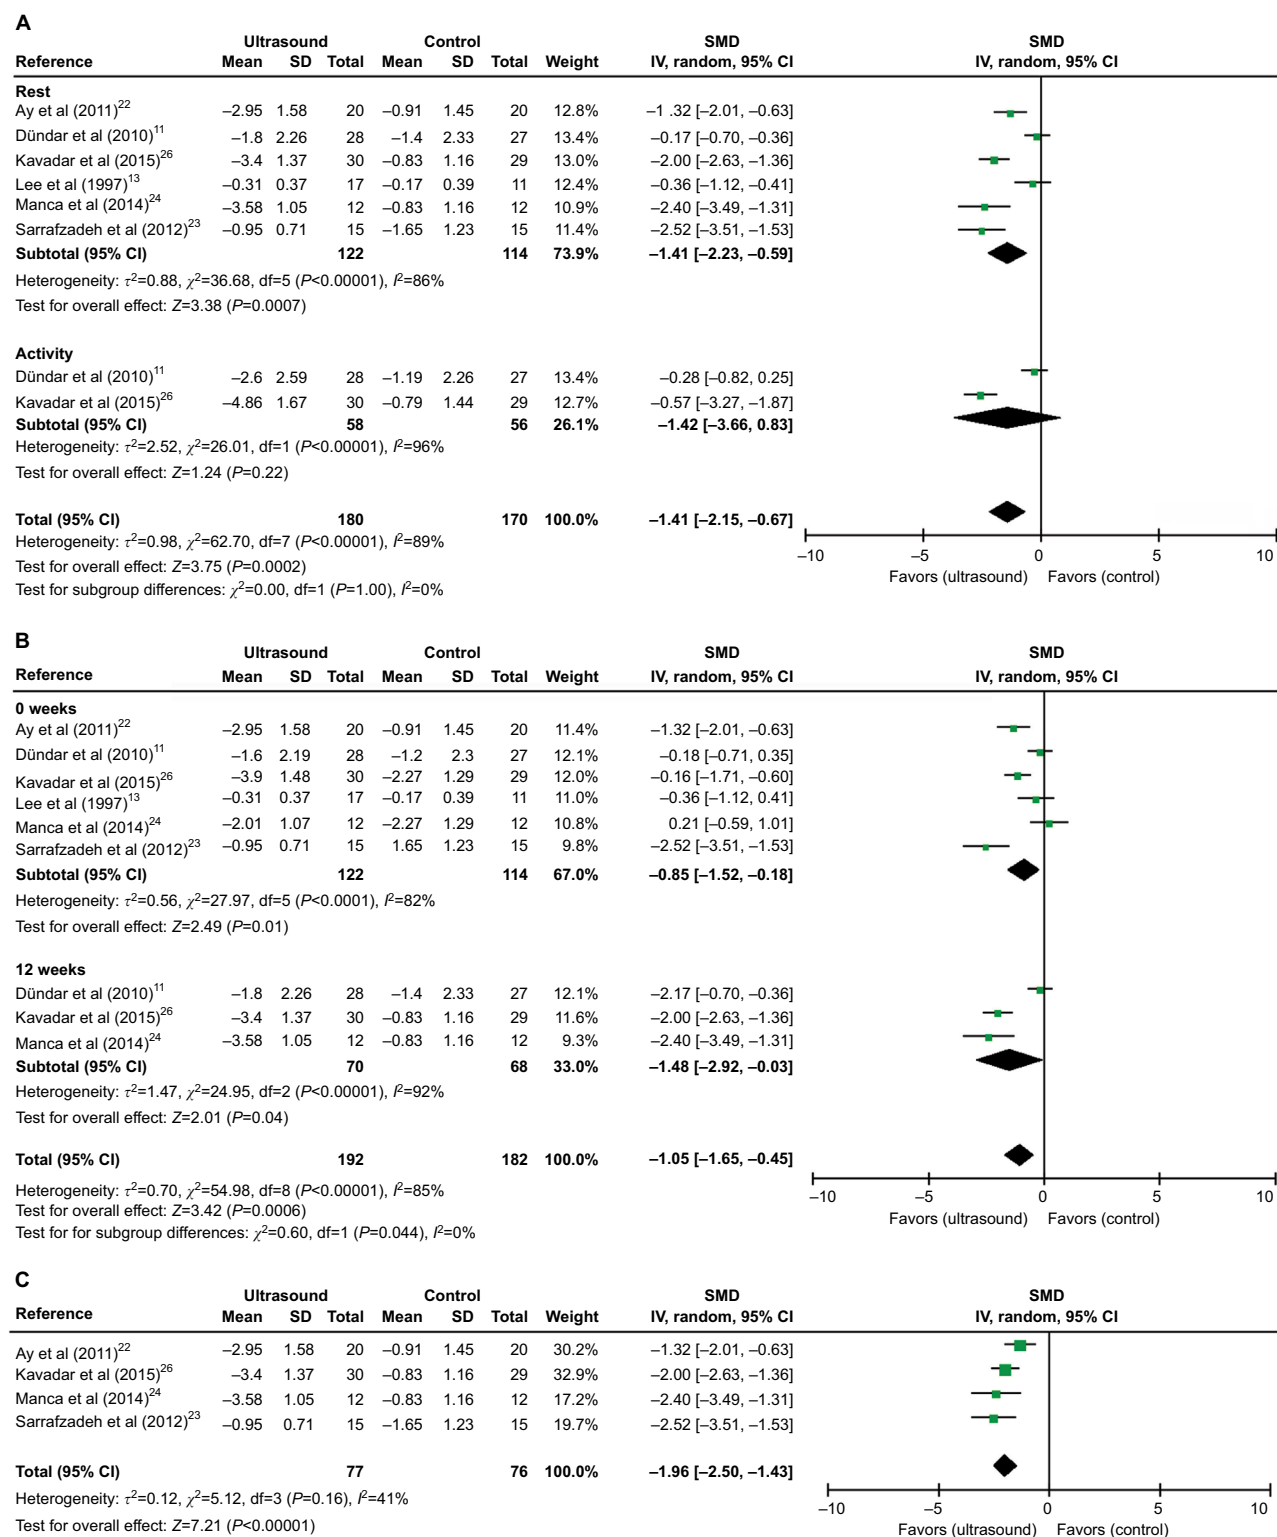 A
Ultrasound Control SMD SMD
Reference Mean SD Total Mean SD Total Weight IV, random, 95% CI IV, random, 95% CI
Rest
Ay et al (2011)22 –2.95 1.58 20 –0.91 1.45 20 12.8% –1 .32 [–2.01, –0.63]
Dündar et al (2010)11 –1.8 2.26 28 –1.4 2.33 27 13.4% –0.17 [–0.70, –0.36]
Kavadar et al (2015)26 –3.4 1.37 30 –0.83 1.16 29 13.0% –2.00 [–2.63, –1.36]
Lee et al (1997)13 –0.31 0.37 17 –0.17 0.39 11 12.4% –0.36 [–1.12, –0.41]
Manca et al (2014)24 –3.58 1.05 12 –0.83 1.16 12 10.9% –2.40 [–3.49, –1.31]
Sarrafzadeh et al (2012)23 –0.95 0.71 15 –1.65 1.23 15 11.4% –2.52 [–3.51, –1.53]
Subtotal (95% CI) 122 114 73.9% –1.41 [–2.23, –0.59]
Heterogeneity: τ2=0.88, χ2=36.68, df=5 (P<0.00001), I2=86%
Test for overall effect: Z=3.38 (P=0.0007)
Activity
Dündar et al (2010)11 –2.6 2.59 28 –1.19 2.26 27 13.4% –0.28 [–0.82, 0.25]
Kavadar et al (2015)26 –4.86 1.67 30 –0.79 1.44 29 12.7% –0.57 [–3.27, –1.87]
Subtotal (95% CI) 58 56 26.1% –1.42 [–3.66, 0.83]
Heterogeneity: τ2=2.52, χ2=26.01, df=1 (P<0.00001), I2=96%
Test for overall effect: Z=1.24 (P=0.22)
Total (95% CI) 180 170 100.0% –1.41 [–2.15, –0.67]
Heterogeneity: τ2=0.98, χ2=62.70, df=7 (P<0.00001), I2=89%
–10 –5 0 5 10
Test for overall effect: Z=3.75 (P=0.0002)
Favors (ultrasound) Favors (control)
Test for subgroup differences: χ2=0.00, df=1 (P=1.00), I2=0%
B
Ultrasound Control SMD SMD
Reference Mean SD Total Mean SD Total Weight IV, random, 95% CI IV, random, 95% CI
0 weeks
Ay et al (2011)22 –2.95 1.58 20 –0.91 1.45 20 11.4% –1.32 [–2.01, –0.63]
Dündar et al (2010)11 –1.6 2.19 28 –1.2 2.3 27 12.1% –0.18 [–0.71, 0.35]
Kavadar et al (2015)26 –3.9 1.48 30 –2.27 1.29 29 12.0% –0.16 [–1.71, –0.60]
Lee et al (1997)13 –0.31 0.37 17 –0.17 0.39 11 11.0% –0.36 [–1.12, 0.41]
Manca et al (2014)24 –2.01 1.07 12 –2.27 1.29 12 10.8% 0.21 [–0.59, 1.01]
Sarrafzadeh et al (2012)23 –0.95 0.71 15 1.65 1.23 15 9.8% –2.52 [–3.51, –1.53]
Subtotal (95% CI) 122 114 67.0% –0.85 [–1.52, –0.18]
Heterogeneity: τ2=0.56, χ2=27.97, df=5 (P<0.0001), I2=82%
Test for overall effect: Z=2.49 (P=0.01)
12 weeks
Dündar et al (2010)11 –1.8 2.26 28 –1.4 2.33 27 12.1% –2.17 [–0.70, –0.36]
Kavadar et al (2015)26 –3.4 1.37 30 –0.83 1.16 29 11.6% –2.00 [–2.63, –1.36]
Manca et al (2014)24 –3.58 1.05 12 –0.83 1.16 12 9.3% –2.40 [–3.49, –1.31]
Subtotal (95% CI) 70 68 33.0% –1.48 [–2.92, –0.03]
Heterogeneity: τ2=1.47, χ2=24.95, df=2 (P<0.00001), I2=92%
Test for overall effect: Z=2.01 (P=0.04)
Total (95% CI) 192 182 100.0% –1.05 [–1.65, –0.45]
Heterogeneity: τ2=0.70, χ2=54.98, df=8 (P<0.00001), I2=85%
–10 –5 0 5 10
Test for overall effect: Z=3.42 (P=0.0006)
Favors (ultrasound) Favors (control)
Test for for subgroup differences: χ2=0.60, df=1 (P=0.044), I2=0%
C
Ultrasound Control SMD SMD
Reference Mean SD Total Mean SD Total Weight IV, random, 95% CI IV, random, 95% CI
Ay et al (2011)22 –2.95 1.58 20 –0.91 1.45 20 30.2% –1.32 [–2.01, –0.63]
Kavadar et al (2015)26 –3.4 1.37 30 –0.83 1.16 29 32.9% –2.00 [–2.63, –1.36]
Manca et al (2014)24 –3.58 1.05 12 –0.83 1.16 12 17.2% –2.40 [–3.49, –1.31]
Sarrafzadeh et al (2012)23 –0.95 0.71 15 –1.65 1.23 15 19.7% –2.52 [–3.51, –1.53]
Total (95% CI) 77 76 100.0% –1.96 [–2.50, –1.43]
Heterogeneity: τ2=0.12, χ2=5.12, df=3 (P=0.16), I2=41%
–10 –5 0 5 10
Test for overall effect: Z=7.21 (P<0.00001)
Favors (ultrasound) Favors (control)